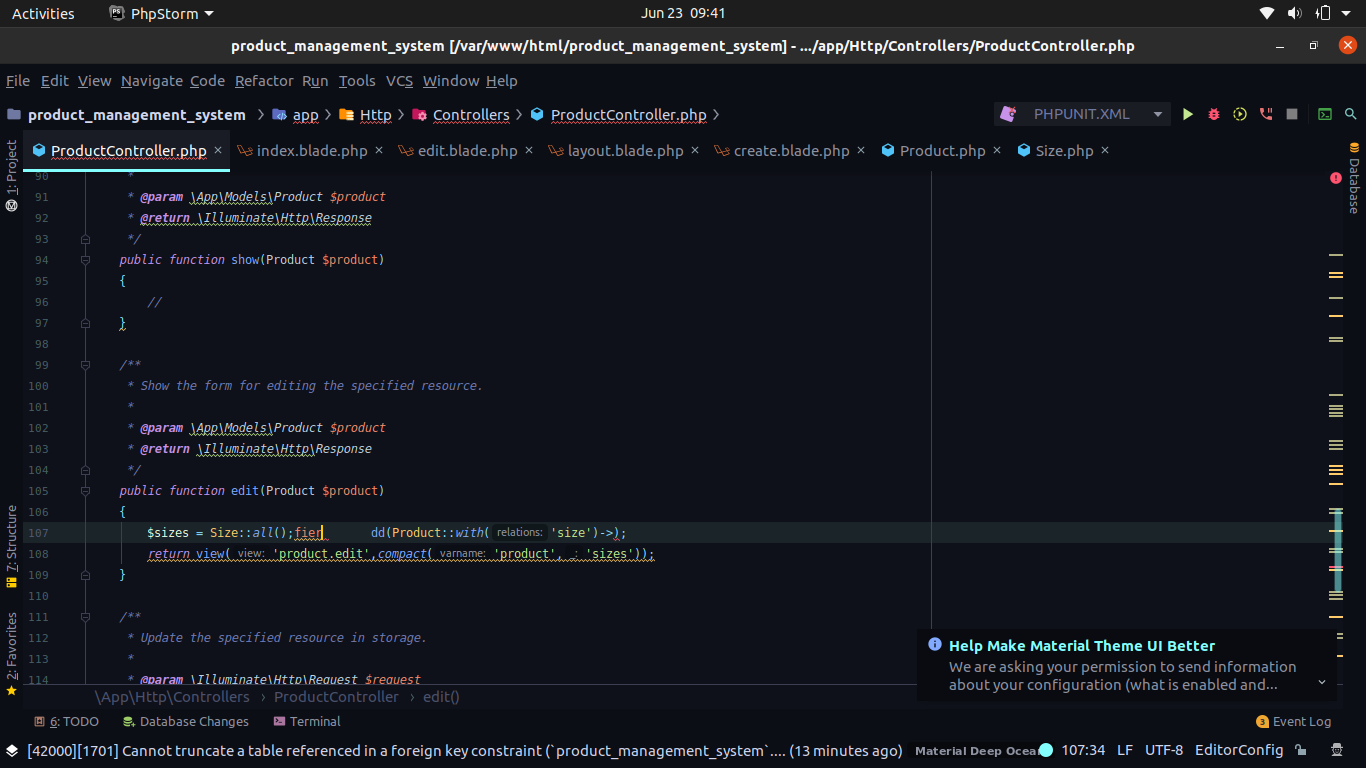 Activities PhpStorm Jun 23 09:41
product_management_system [/var/www/html/product_management_system] - .../app/Http/Controllers/ProductController.php
File Edit View Navigate Code Refactor Run Tools VCS Window Help
product_management_system app Http Controllers ProductController.php PHPUNIT.XML
ProductController.php index.blade.php edit.blade.php layout.blade.php create.blade.php Product.php Size.php
1: Project
Database
90 *
91 * @param \App\Models\Product $product
92 * @return \Illuminate\Http\Response
93 */
94 public function show(Product $product)
95 {
96 //
97 }
98
99 /**
100 * Show the form for editing the specified resource.
101 *
102 * @param \App\Models\Product $product
103 * @return \Illuminate\Http\Response
104 */
105 public function edit(Product $product)
106 {
107 $sizes = Size::all();fier dd(Product::with( relations: 'size')->);
108 return view( view: 'product.edit',compact( varname: 'product', _: 'sizes'));
109 }
110
111 /**
112 * Update the specified resource in storage.
113 *
114 * @param \Illuminate\Http\Request $request
7: Structure
2: Favorites
Help Make Material Theme UI Better
We are asking your permission to send information
about your configuration (what is enabled and...
\App\Http\Controllers ProductController edit()
6: TODO Database Changes Terminal 3 Event Log
[42000][1701] Cannot truncate a table referenced in a foreign key constraint (`product_management_system`.... (13 minutes ago) Material Deep Ocea 107:34 LF UTF-8 EditorConfig